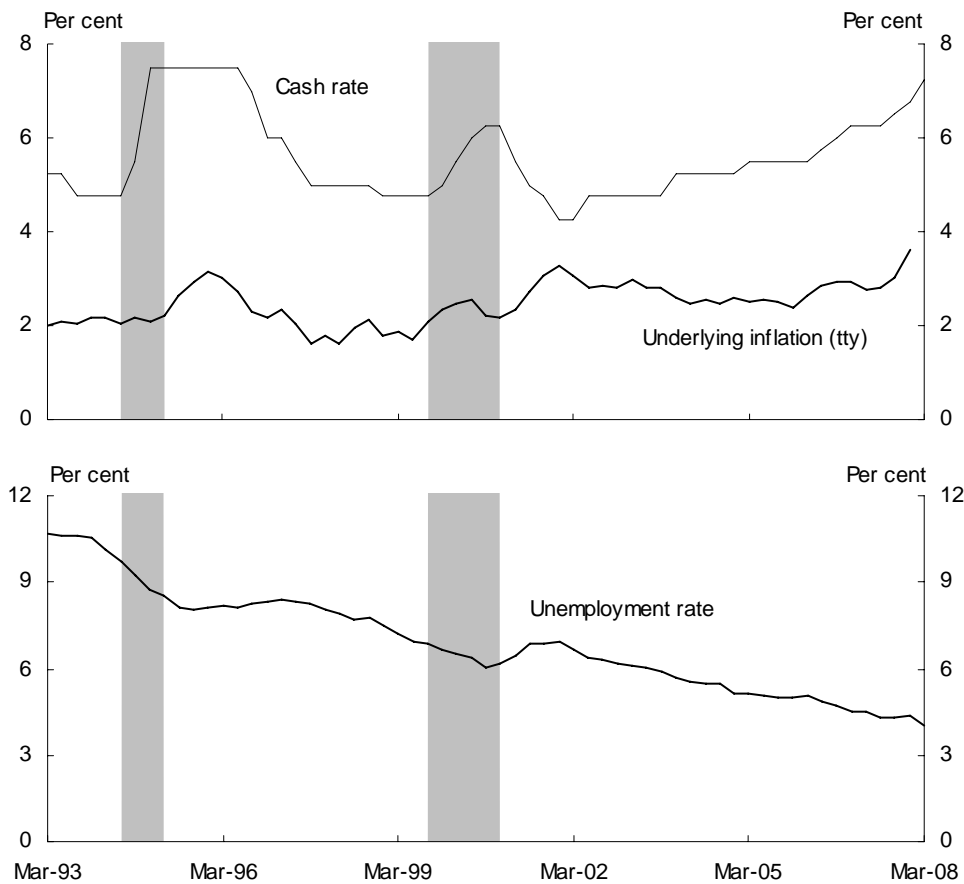 Per cent Per cent
8 8
Cash rate
6 6
4 4
2 2
Underlying inflation (tty)
0 0
Per cent Per cent
12 12
9 9
Unemployment rate
6 6
3 3
0 0
Mar-93 Mar-96 Mar-99 Mar-02 Mar-05 Mar-08